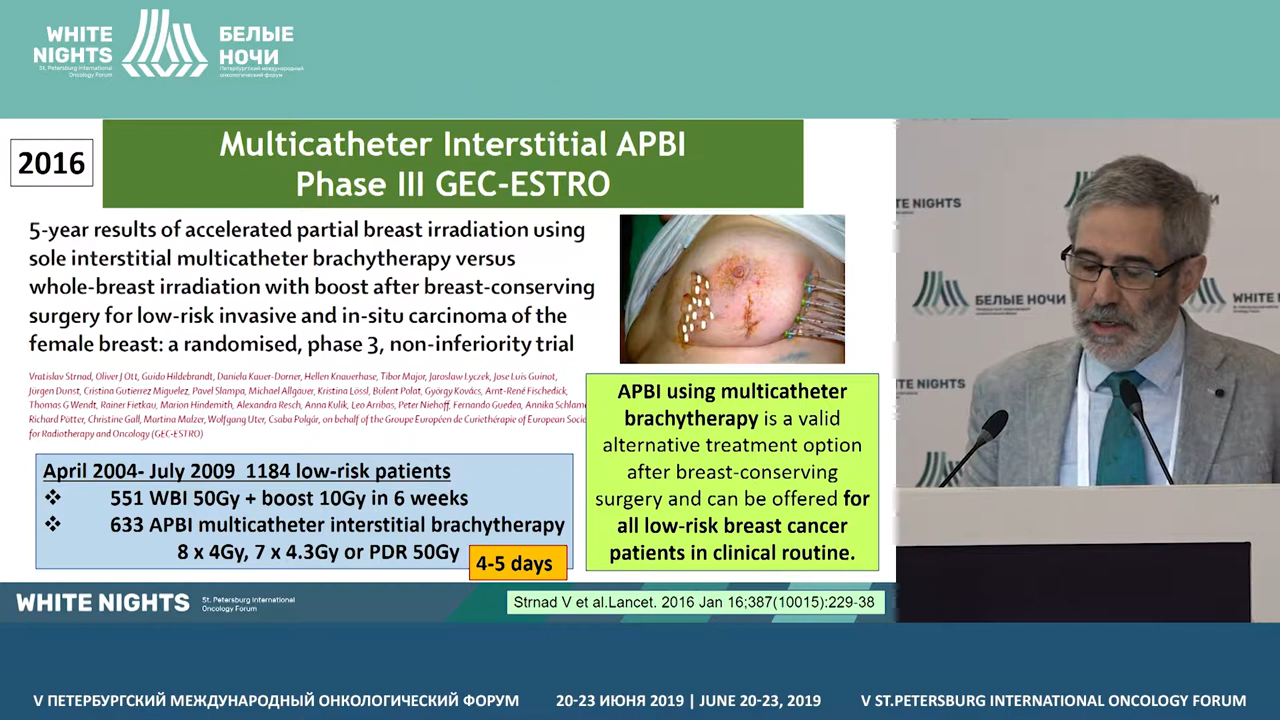 WHITE NIGHTS
St. Petersburg International
Oncology Forum
БЕЛЫЕ НОЧИ
Петербургский международный
онкологический форум
2016
Multicatheter Interstitial APBI
Phase III GEC-ESTRO
5-year results of accelerated partial breast irradiation using
sole interstitial multicatheter brachytherapy versus
whole-breast irradiation with boost after breast-conserving
surgery for low-risk invasive and in-situ carcinoma of the
female breast: a randomised, phase 3, non-inferiority trial
Vratislav Strnad, Oliver J Ott, Guido Hildebrandt, Daniela Kauer-Dorner, Hellen Knauerhase, Tibor Major, Jaroslaw Lyczek, Jose Luis Guinot,
Jürgen Dunst, Cristina Gutierrez Miguelez, Pavel Slampa, Michael Allgäuer, Kristina Lössl, Bülent Polat, György Kovács, Arnt-René Fischedick,
Thomas G Wendt, Rainer Fietkau, Marion Hindemith, Alexandra Resch, Anna Kulik, Leo Arribas, Peter Niehoff, Fernando Guedea, Annika Schlam
Richard Pötter, Christine Gall, Martina Malzer, Wolfgang Uter, Csaba Polgár, on behalf of the Groupe Européen de Curiethérapie of European Soci
for Radiotherapy and Oncology (GEC-ESTRO)
April 2004- July 2009 1184 low-risk patients
❖ 551 WBI 50Gy + boost 10Gy in 6 weeks
❖ 633 APBI multicatheter interstitial brachytherapy
8 x 4Gy, 7 x 4.3Gy or PDR 50Gy
4-5 days
APBI using multicatheter
brachytherapy is a valid
alternative treatment option
after breast-conserving
surgery and can be offered for
all low-risk breast cancer
patients in clinical routine.
WHITE NIGHTS
St. Petersburg International
Oncology Forum
Strnad V et al.Lancet. 2016 Jan 16;387(10015):229-38
TE NIGHTS
БЕЛЫЕ НОЧИ
WHITE N
TE NIGHTS
V ПЕТЕРБУРГСКИЙ МЕЖДУНАРОДНЫЙ ОНКОЛОГИЧЕСКИЙ ФОРУМ
20-23 ИЮНЯ 2019 | JUNE 20-23, 2019
V ST.PETERSBURG INTERNATIONAL ONCOLOGY FORUM